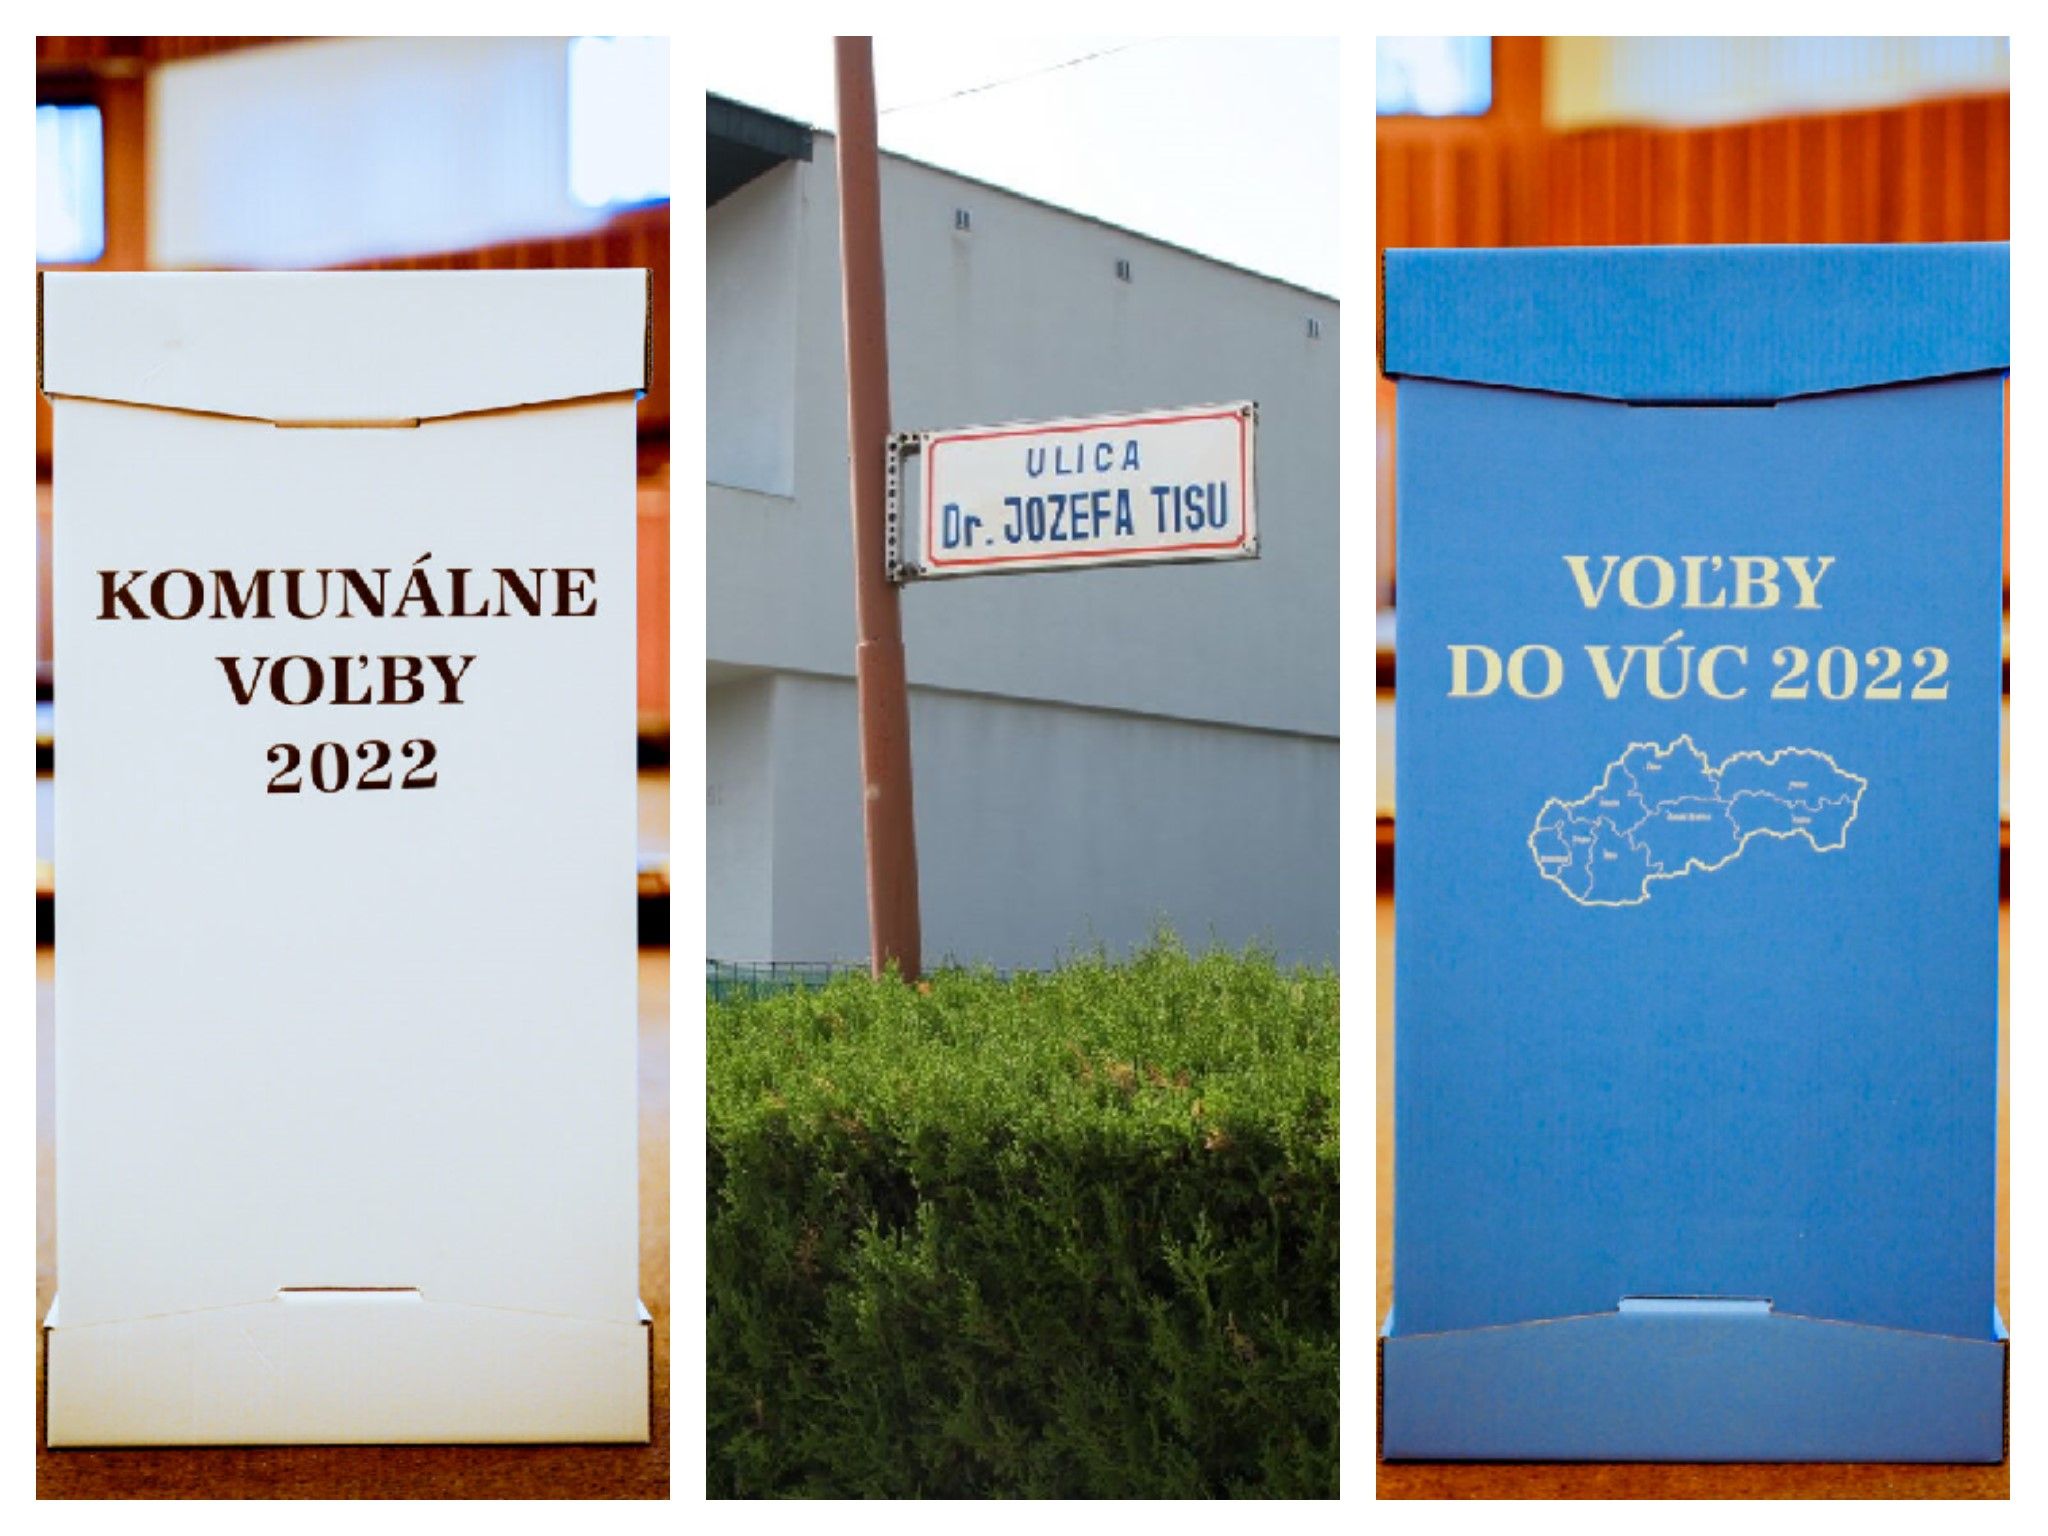 KOMUNÁLNE
VOĽBY
2022
ULICA
Dr. JOZEFA TISU
VOĽBY
DO VÚC 2022